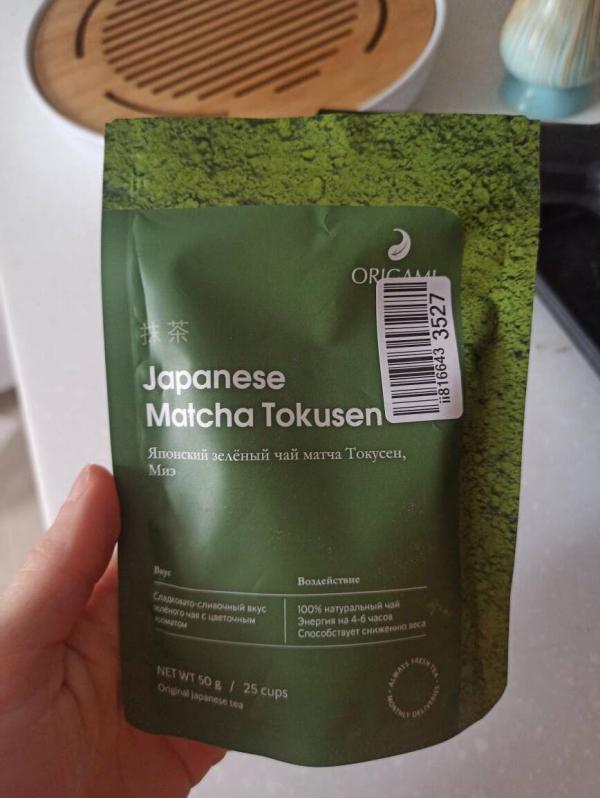 ORIGAMI
ii816643 3527
抹茶
Japanese
Matcha Tokusen
Японский зелёный чай матча Токусен,
Миэ
Вкус
Сладковато-сливочный вкус
зелёного чая с цветочным
ароматом
Воздействие
100% натуральный чай
Энергия на 4-6 часов
Способствует снижению веса
NET WT 50 g / 25 cups
Original japanese tea
ALWAYS FRESH TEA · MONTHLY DELIVERIES ·